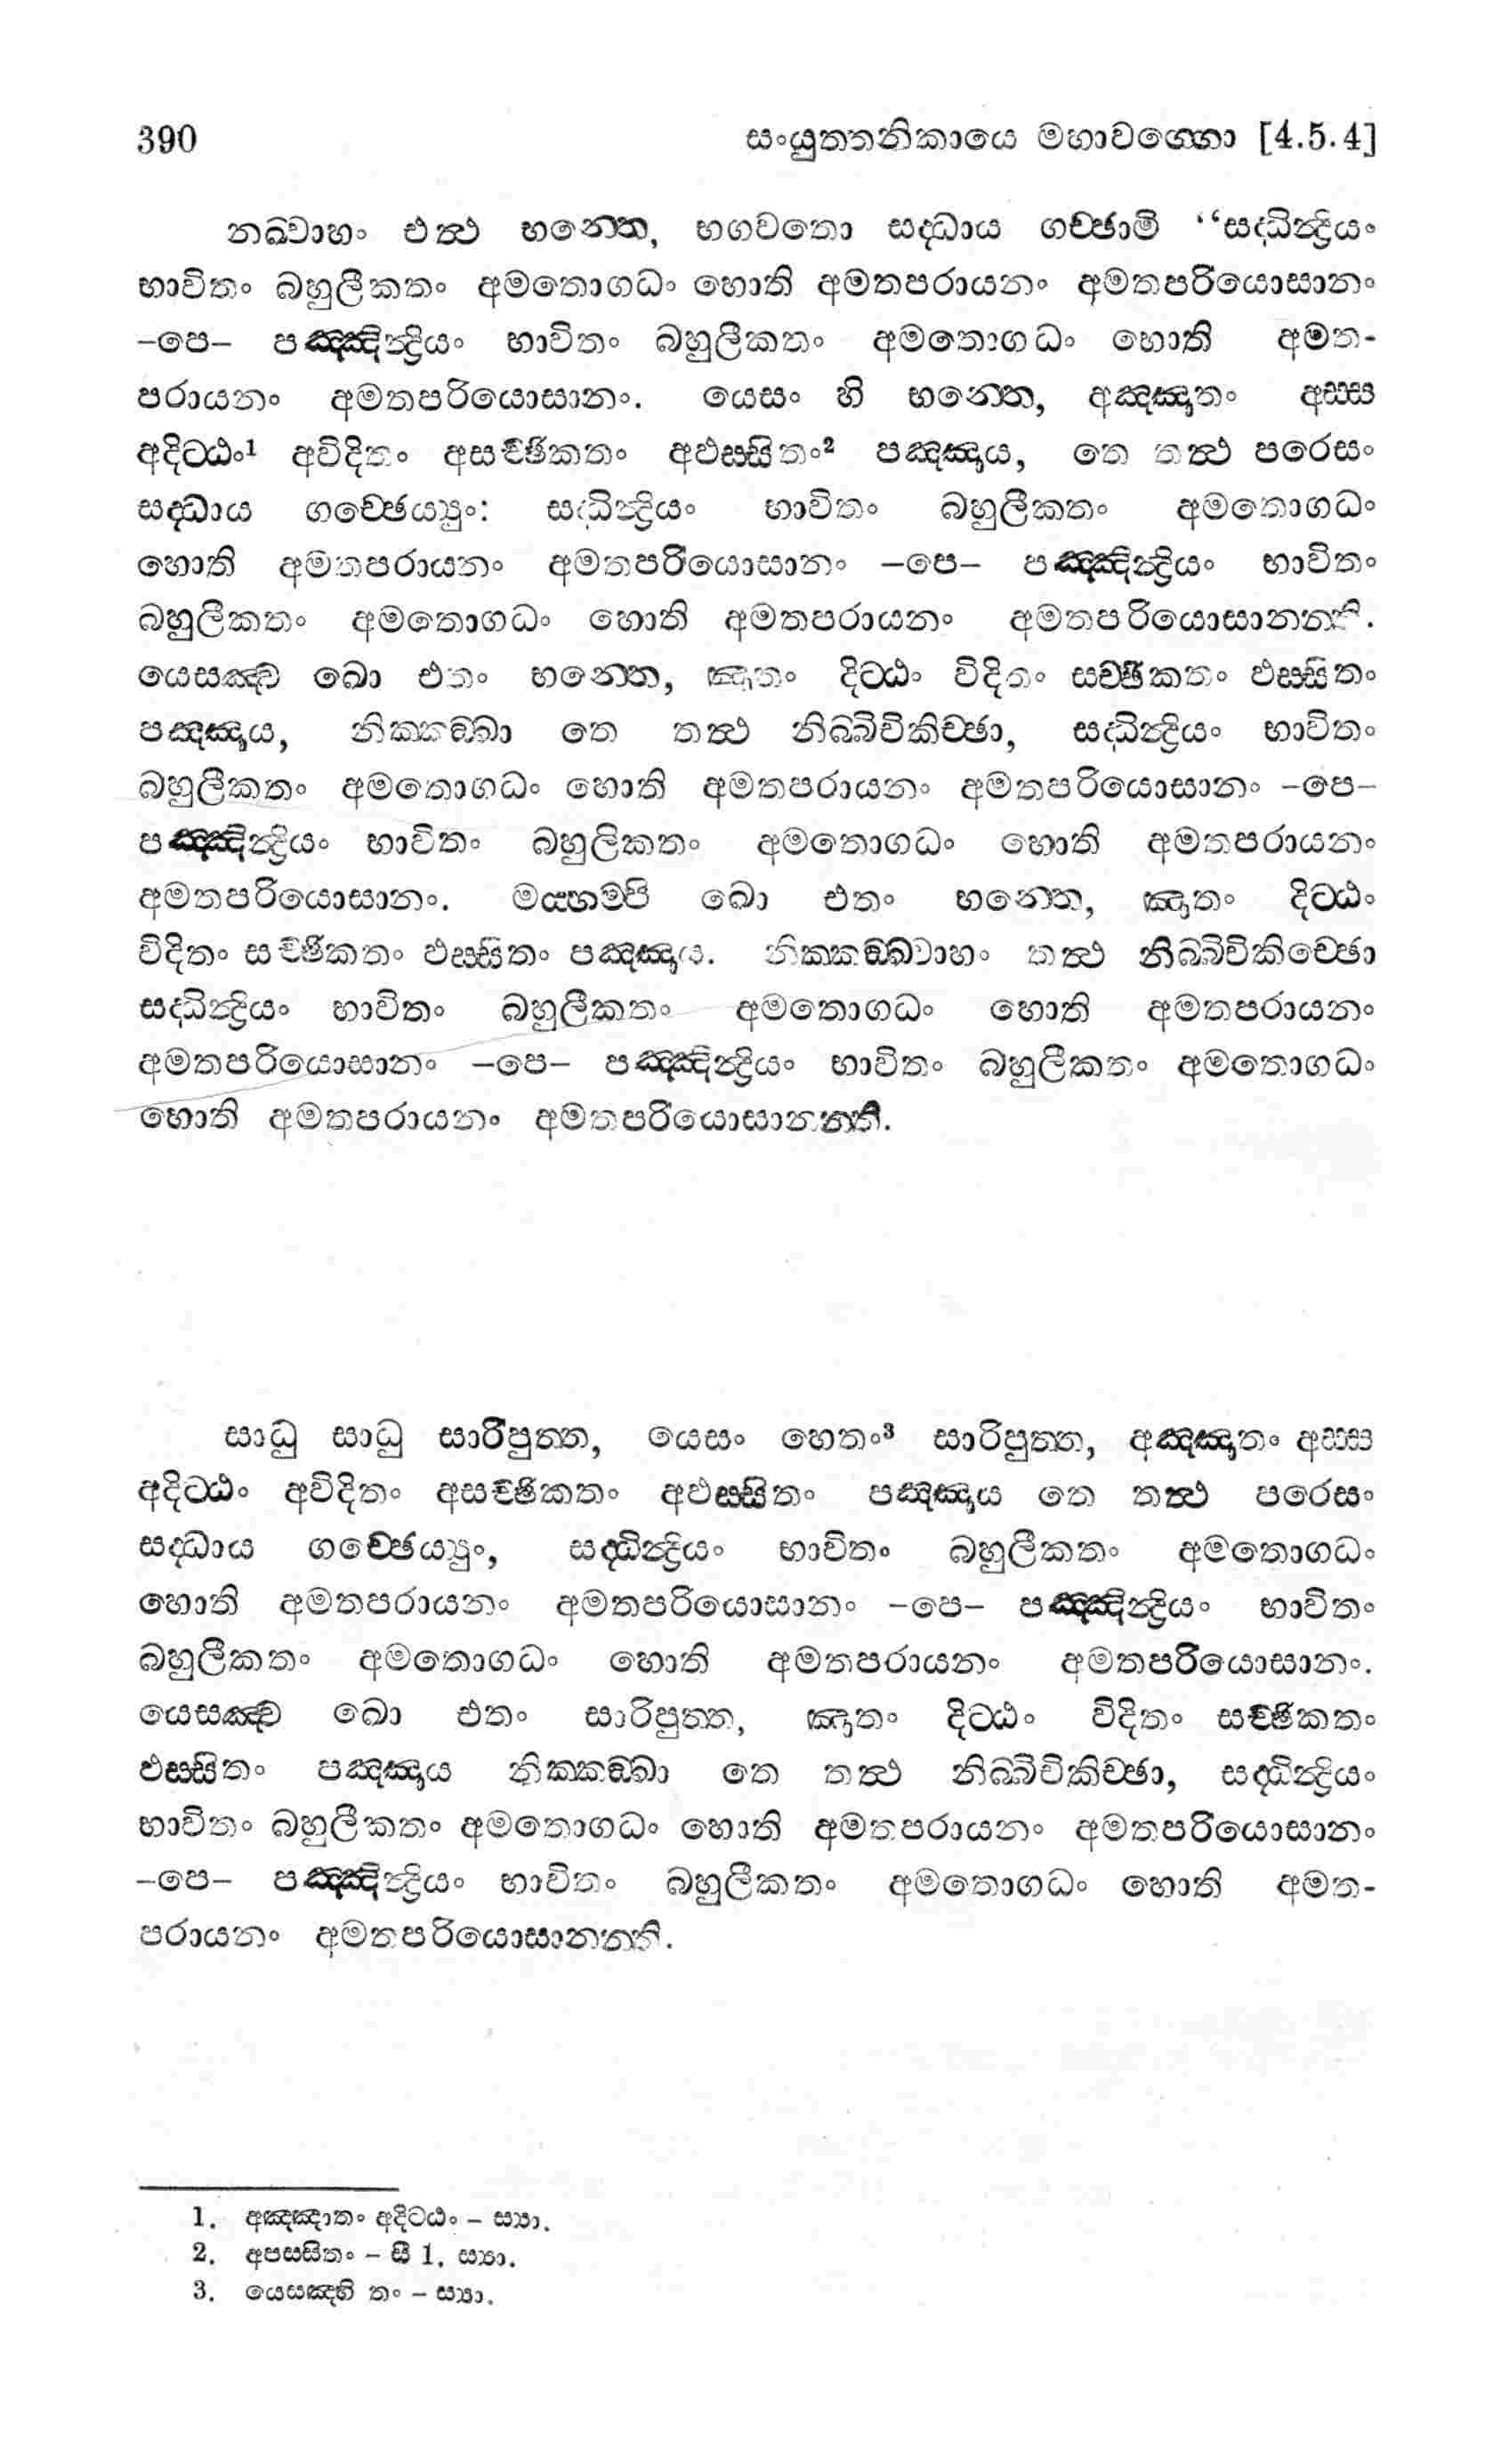 390 සංයුත්තනිකායෙ මහාවග්ගො [4.5.4]
නඛ්වාහං එත්ථ භන්තෙ, භගවතො සද්ධාය ගච්ඡාමි “සද්ධින්ද්‍රියං
භාවිතං බහුලීකතං අමතොගධං හොති අමතපරායනං අමතපරියොසානං
–පෙ– පඤ්ඤින්ද්‍රියං භාවිතං බහුලීකතං අමතොගධං හොති අමත-
පරායනං අමතපරියොසානං. යෙසං හි භන්තෙ, අඤ්ඤාතං අස්ස
අදිට්ඨං¹ අවිදිතං අසච්ඡිකතං අඵස්සිතං² පඤ්ඤාය, තෙ තත්ථ පරෙසං
සද්ධාය ගච්ඡෙය්‍යුං: සද්ධින්ද්‍රියං භාවිතං බහුලීකතං අමතොගධං
හොති අමතපරායනං අමතපරියොසානං –පෙ– පඤ්ඤින්ද්‍රියං භාවිතං
බහුලීකතං අමතොගධං හොති අමතපරායනං අමතපරියොසානන්ති.
යෙසඤ්ච ඛො එතං භන්තෙ, ඤාතං දිට්ඨං විදිතං සච්ඡිකතං ඵස්සිතං
පඤ්ඤාය, නික්කඞ්ඛා තෙ තත්ථ නිබ්බිචිකිච්ඡා, සද්ධින්ද්‍රියං භාවිතං
බහුලීකතං අමතොගධං හොති අමතපරායනං අමතපරියොසානං –පෙ–
පඤ්ඤින්ද්‍රියං භාවිතං බහුලිකතං අමතොගධං හොති අමතපරායනං
අමතපරියොසානං. මය්හම්පි ඛො එතං භන්තෙ, ඤාතං දිට්ඨං
විදිතං සච්ඡිකතං ඵස්සිතං පඤ්ඤාය. නික්කඞ්ඛවාහං තත්ථ නිබ්බිචිකිච්ඡො
සද්ධින්ද්‍රියං භාවිතං බහුලීකතං අමතොගධං හොති අමතපරායනං
අමතපරියොසානං –පෙ– පඤ්ඤින්ද්‍රියං භාවිතං බහුලීකතං අමතොගධං
හොති අමතපරායනං අමතපරියොසානන්ති.
සාධු සාධු සාරිපුත්ත, යෙසං හෙතං³ සාරිපුත්ත, අඤ්ඤාතං අස්ස
අදිට්ඨං අවිදිතං අසච්ඡිකතං අඵස්සිතං පඤ්ඤාය තෙ තත්ථ පරෙසං
සද්ධාය ගච්ඡෙය්‍යුං, සද්ධින්ද්‍රියං භාවිතං බහුලීකතං අමතොගධං
හොති අමතපරායනං අමතපරියොසානං –පෙ– පඤ්ඤින්ද්‍රියං භාවිතං
බහුලීකතං අමතොගධං හොති අමතපරායනං අමතපරියොසානං.
යෙසඤ්ච ඛො එතං සාරිපුත්ත, ඤාතං දිට්ඨං විදිතං සච්ඡිකතං
ඵස්සිතං පඤ්ඤාය නික්කඞ්ඛා තෙ තත්ථ නිබ්බිචිකිච්ඡා, සද්ධින්ද්‍රියං
භාවිතං බහුලීකතං අමතොගධං හොති අමතපරායනං අමතපරියොසානං
–පෙ– පඤ්ඤින්ද්‍රියං භාවිතං බහුලීකතං අමතොගධං හොති අමත-
පරායනං අමතපරියොසානන්ති.
1. අඤ්ඤාතං අදිට්ඨං – ස්‍යා.
2. අපස්සිතං – සී 1. ස්‍යා.
3. යෙසඤ්හි තං – ස්‍යා.